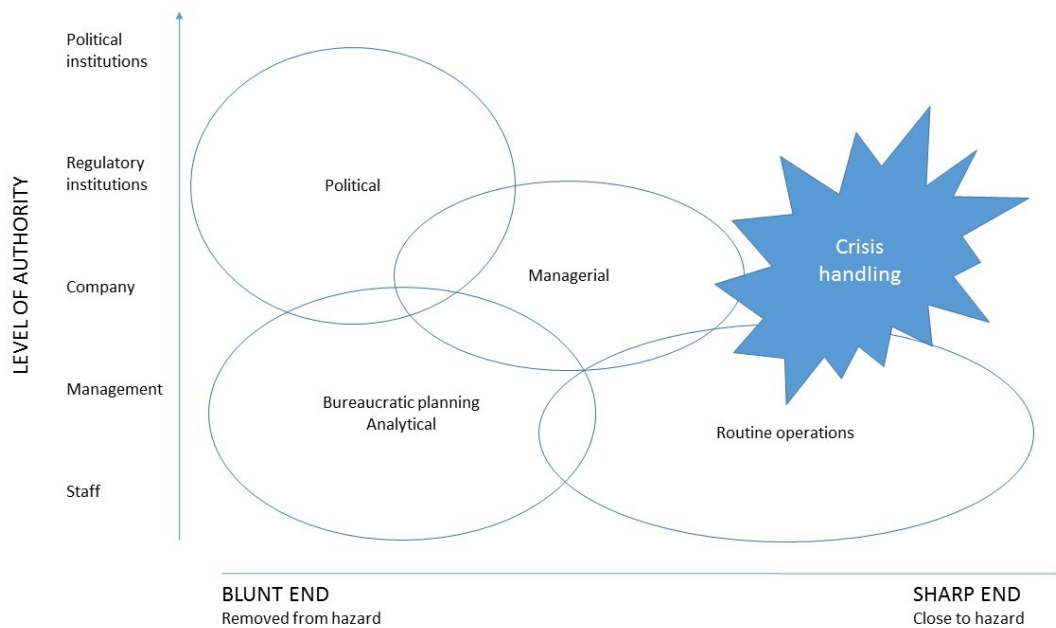 Political
institutions
Regulatory
institutions
Company
Management
Staff
LEVEL OF AUTHORITY
Political
Managerial
Crisis
handling
Bureaucratic planning
Analytical
Routine operations
BLUNT END
Removed from hazard
SHARP END
Close to hazard